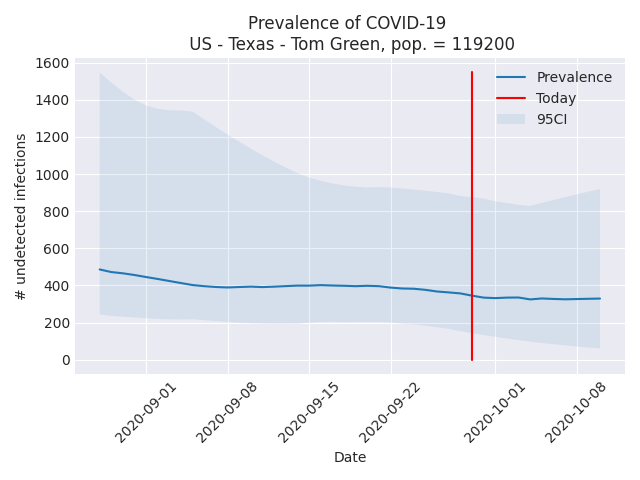 Prevalence of COVID-19
US - Texas - Tom Green, pop. = 119200
1600
1400
1200
1000
800
600
400
200
0
# undetected infections
Prevalence
Today
95CI
2020-09-01
2020-09-08
2020-09-15
2020-09-22
2020-10-01
2020-10-08
Date